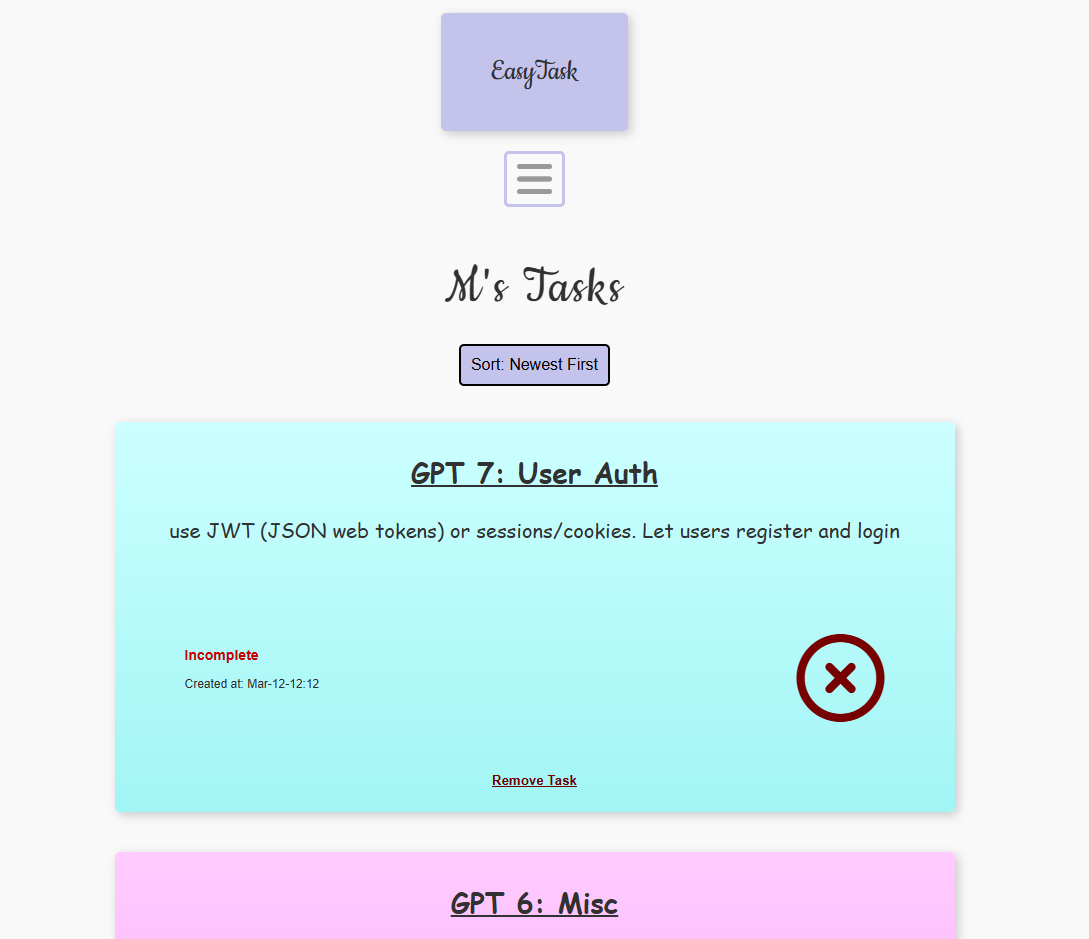 EasyTask
M's Tasks
Sort: Newest First
GPT 7: User Auth
use JWT (JSON web tokens) or sessions/cookies. Let users register and login
Incomplete
Created at: Mar-12-12:12
Remove Task
GPT 6: Misc